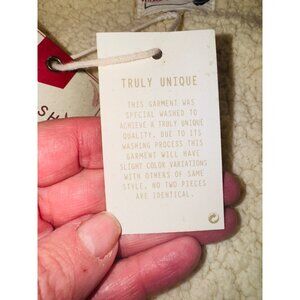 TRULY UNIQUE
THIS GARMENT WAS
SPECIAL WASHED TO
ACHIEVE A TRULY UNIQUE
QUALITY. DUE TO ITS
WASHING PROCESS THIS
GARMENT WILL HAVE
SLIGHT COLOR VARIATIONS
WITH OTHERS OF SAME
STYLE. NO TWO PIECES
ARE IDENTICAL.